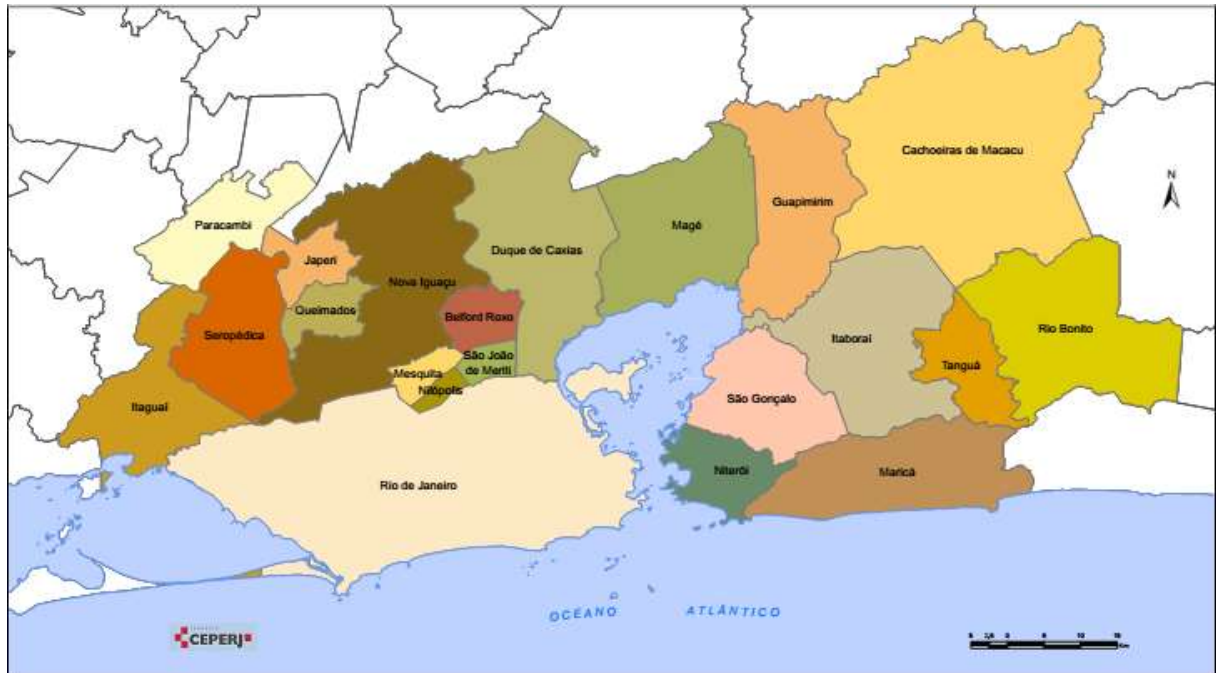 Cachoeiras de Macacu
N
Guapimirim
Magé
Paracambi
Duque de Caxias
Japeri
Nova Iguaçu
Queimados
Belford Roxo
Seropédica
Itaboraí
Rio Bonito
São João
de Meriti
Tanguá
Mesquita
Nilópolis
Itaguaí
São Gonçalo
Niterói
Maricá
Rio de Janeiro
OCEANO ATLÂNTICO
CEPERJ
Km